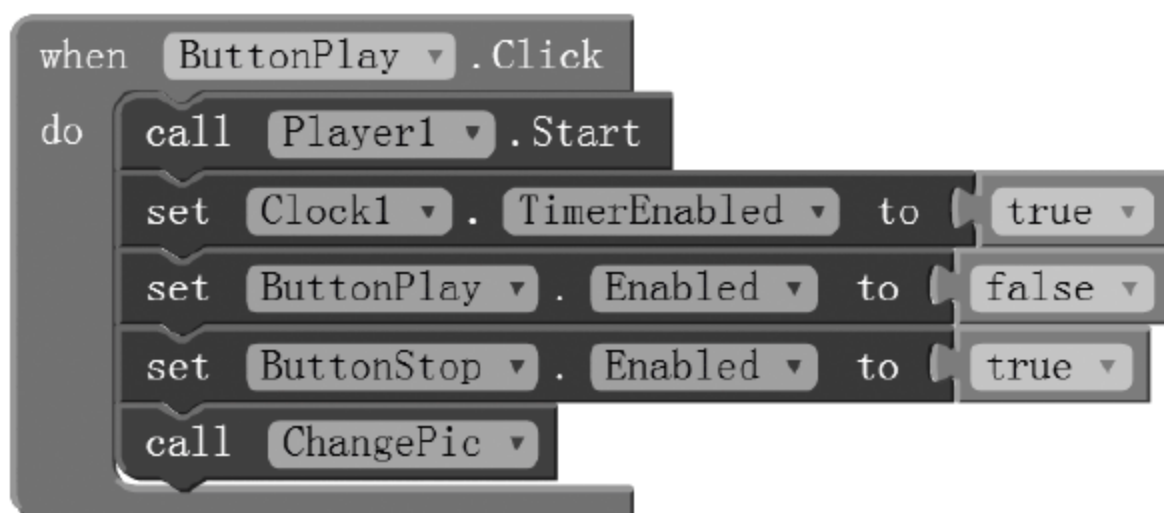 when ButtonPlay .Click
do call Player1 .Start
set Clock1 . TimerEnabled to true
set ButtonPlay . Enabled to false
set ButtonStop . Enabled to true
call ChangePic